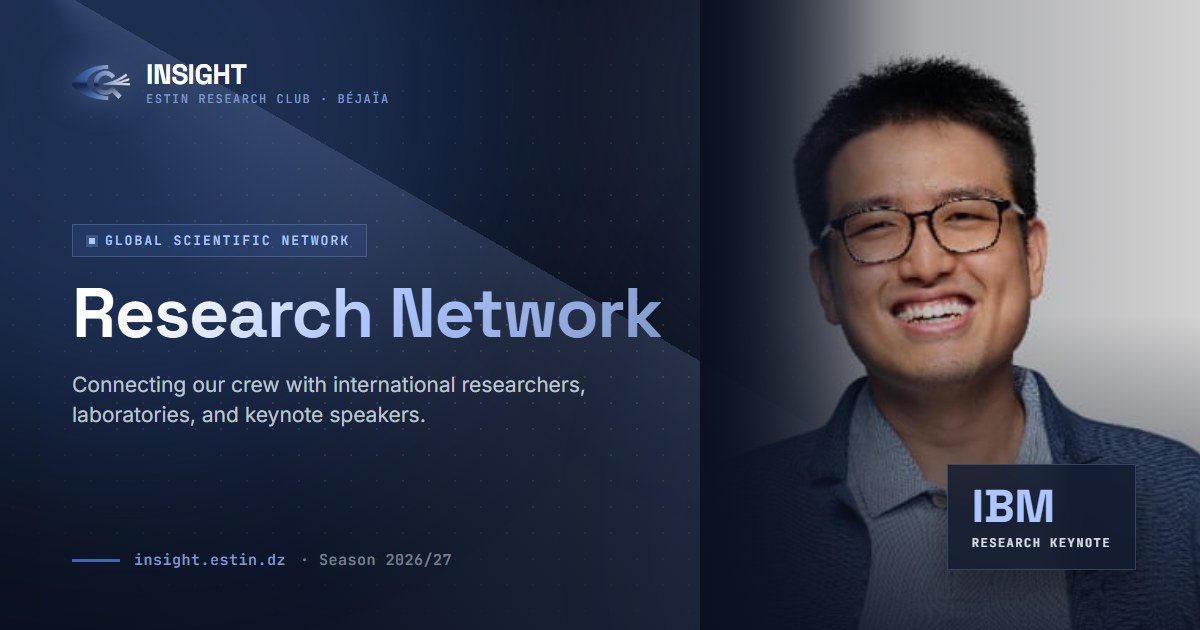 INSIGHT
ESTIN RESEARCH CLUB · BÉJAÏA
GLOBAL SCIENTIFIC NETWORK
Research Network
Connecting our crew with international researchers,
laboratories, and keynote speakers.
IBM
RESEARCH KEYNOTE
insight.estin.dz · Season 2026/27